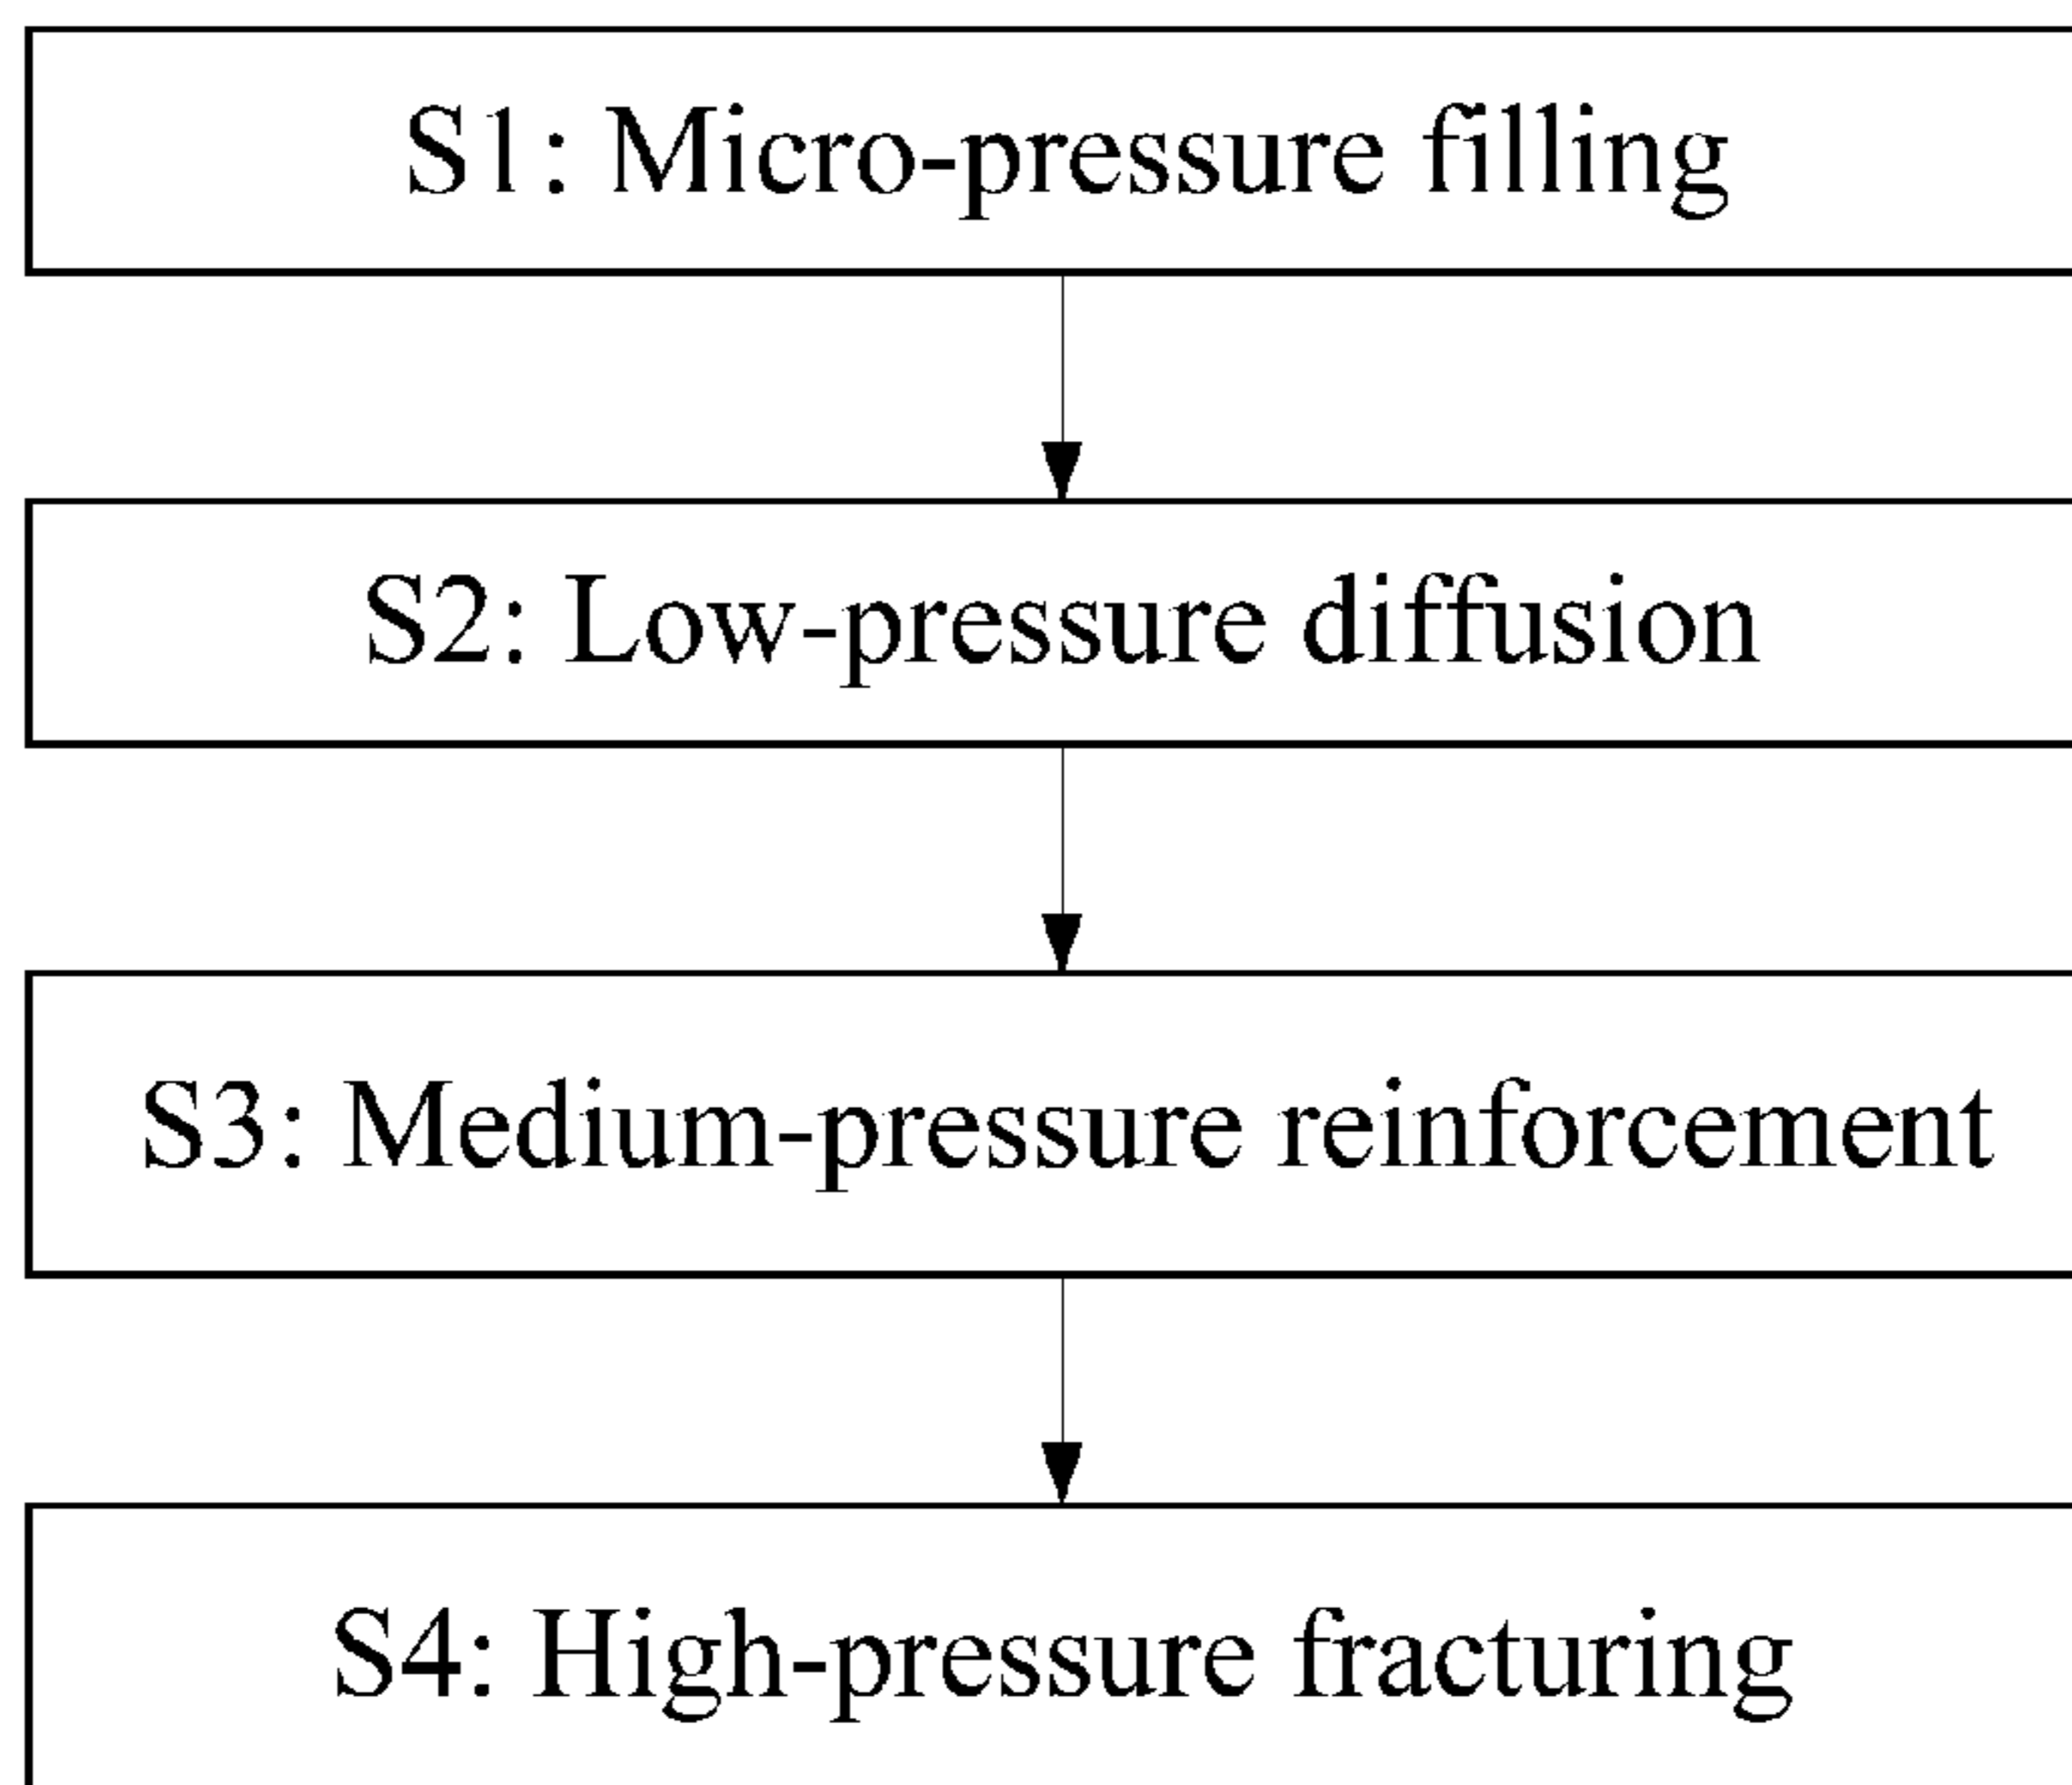 S1: Micro-pressure filling
S2: Low-pressure diffusion
S3: Medium-pressure reinforcement
S4: High-pressure fracturing